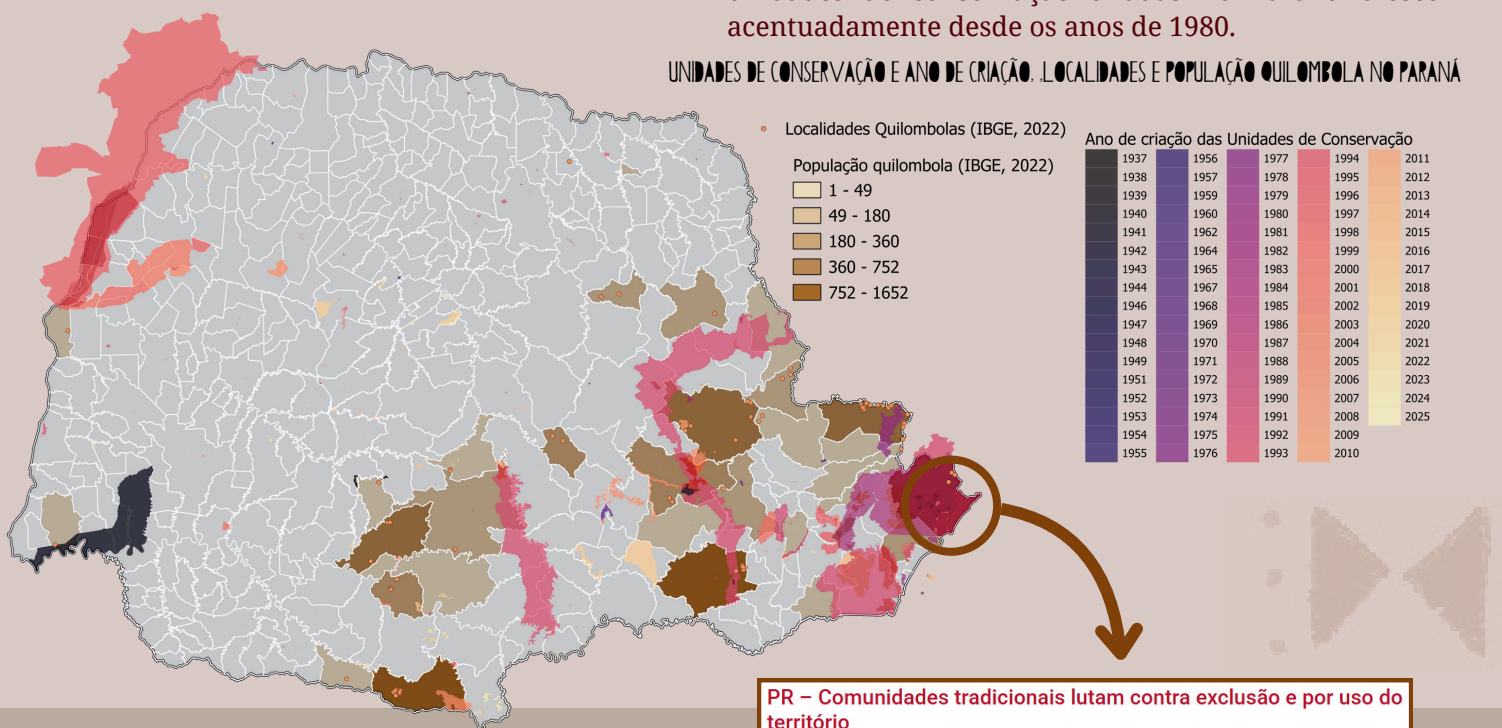 acentuadamente desde os anos de 1980.
UNIDADES DE CONSERVAÇÃO E ANO DE CRIAÇÃO, ,LOCALIDADES E POPULAÇÃO QUILOMBOLA NO PARANÁ
Localidades Quilombolas (IBGE, 2022)
População quilombola (IBGE, 2022)
1 - 49
49 - 180
180 - 360
360 - 752
752 - 1652
Ano de criação das Unidades de Conservação
1937 1956 1977 1994 2011
1938 1957 1978 1995 2012
1939 1959 1979 1996 2013
1940 1960 1980 1997 2014
1941 1962 1981 1998 2015
1942 1964 1982 1999 2016
1943 1965 1983 2000 2017
1944 1967 1984 2001 2018
1946 1968 1985 2002 2019
1947 1969 1986 2003 2020
1948 1970 1987 2004 2021
1949 1971 1988 2005 2022
1951 1972 1989 2006 2023
1952 1973 1990 2007 2024
1953 1974 1991 2008 2025
1954 1975 1992 2009
1955 1976 1993 2010
PR – Comunidades tradicionais lutam contra exclusão e por uso do
território